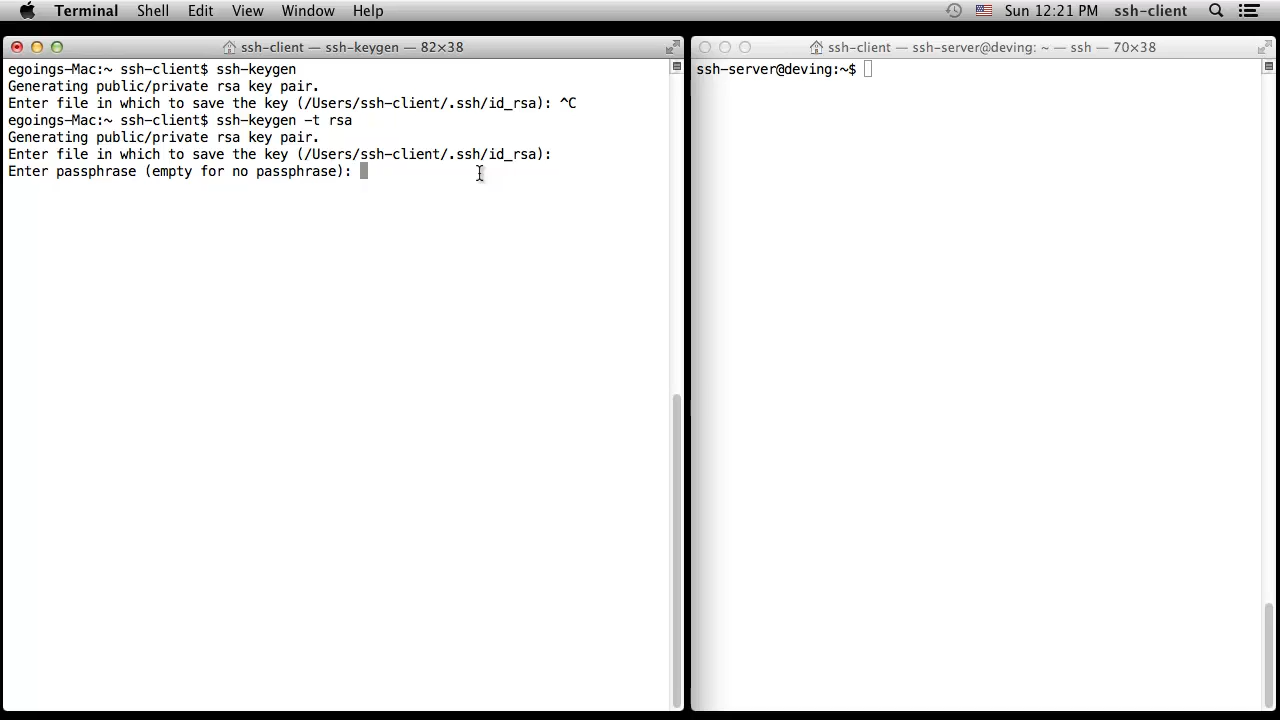 Terminal Shell Edit View Window Help Sun 12:21 PM ssh-client
ssh-client — ssh-keygen — 82×38
egoings-Mac:~ ssh-client$ ssh-keygen
Generating public/private rsa key pair.
Enter file in which to save the key (/Users/ssh-client/.ssh/id_rsa): ^C
egoings-Mac:~ ssh-client$ ssh-keygen -t rsa
Generating public/private rsa key pair.
Enter file in which to save the key (/Users/ssh-client/.ssh/id_rsa):
Enter passphrase (empty for no passphrase):
ssh-client — ssh-server@deving: ~ — ssh — 70×38
ssh-server@deving:~$